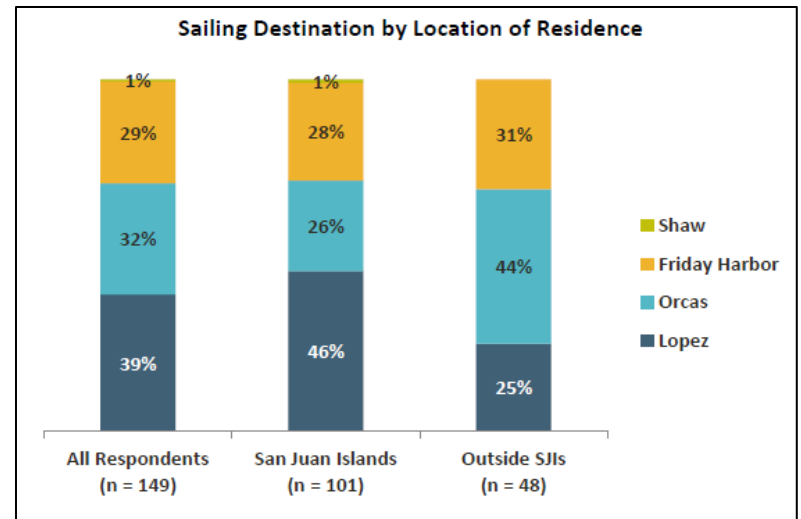 Sailing Destination by Location of Residence
1%
1%
29%
28%
31%
32%
26%
44%
39%
46%
25%
Shaw
Friday Harbor
Orcas
Lopez
All Respondents
(n = 149)
San Juan Islands
(n = 101)
Outside SJIs
(n = 48)